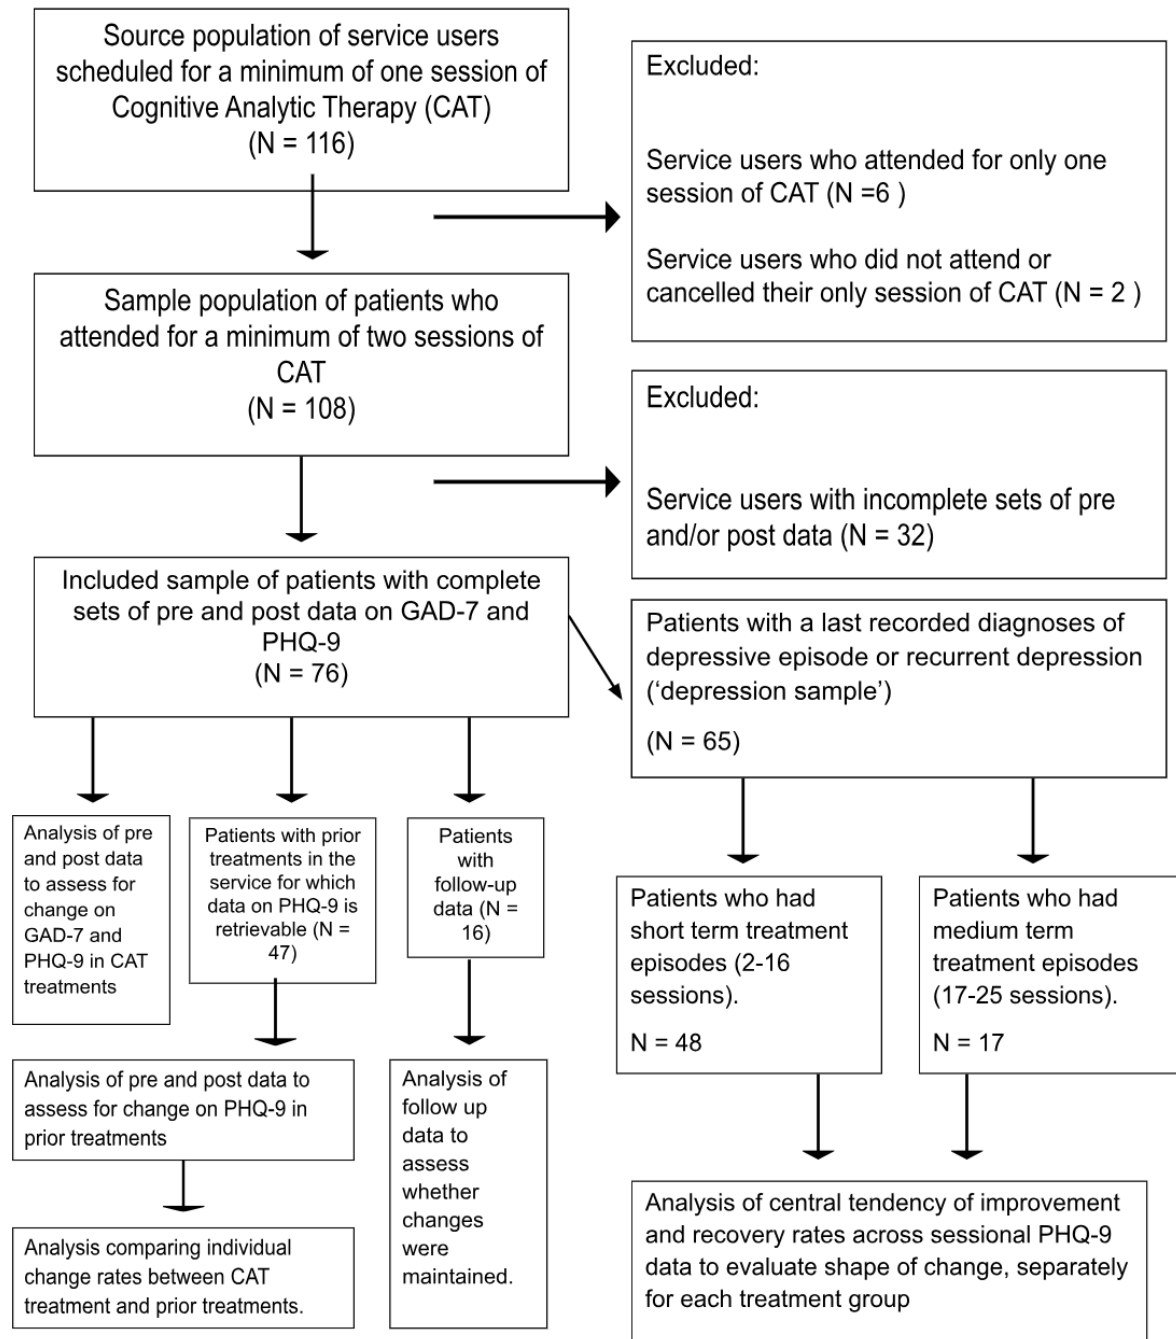 Source population of service users
scheduled for a minimum of one session of
Cognitive Analytic Therapy (CAT)
(N = 116)
Excluded:
Service users who attended for only one
session of CAT (N =6 )
Service users who did not attend or
cancelled their only session of CAT (N = 2 )
Sample population of patients who
attended for a minimum of two sessions of
CAT
(N = 108)
Excluded:
Service users with incomplete sets of pre
and/or post data (N = 32)
Included sample of patients with complete
sets of pre and post data on GAD-7 and
PHQ-9
(N = 76)
Patients with a last recorded diagnoses of
depressive episode or recurrent depression
(‘depression sample’)
(N = 65)
Analysis of pre
and post data
to assess for
change on
GAD-7 and
PHQ-9 in CAT
treatments
Patients with prior
treatments in the
service for which
data on PHQ-9 is
retrievable (N =
47)
Patients
with
follow-up
data (N =
16)
Patients who had
short term treatment
episodes (2-16
sessions).
N = 48
Patients who had
medium term
treatment episodes
(17-25 sessions).
N = 17
Analysis of pre and post data to
assess for change on PHQ-9 in
prior treatments
Analysis of
follow up
data to
assess
whether
changes
were
maintained.
Analysis comparing individual
change rates between CAT
treatment and prior treatments.
Analysis of central tendency of improvement
and recovery rates across sessional PHQ-9
data to evaluate shape of change, separately
for each treatment group